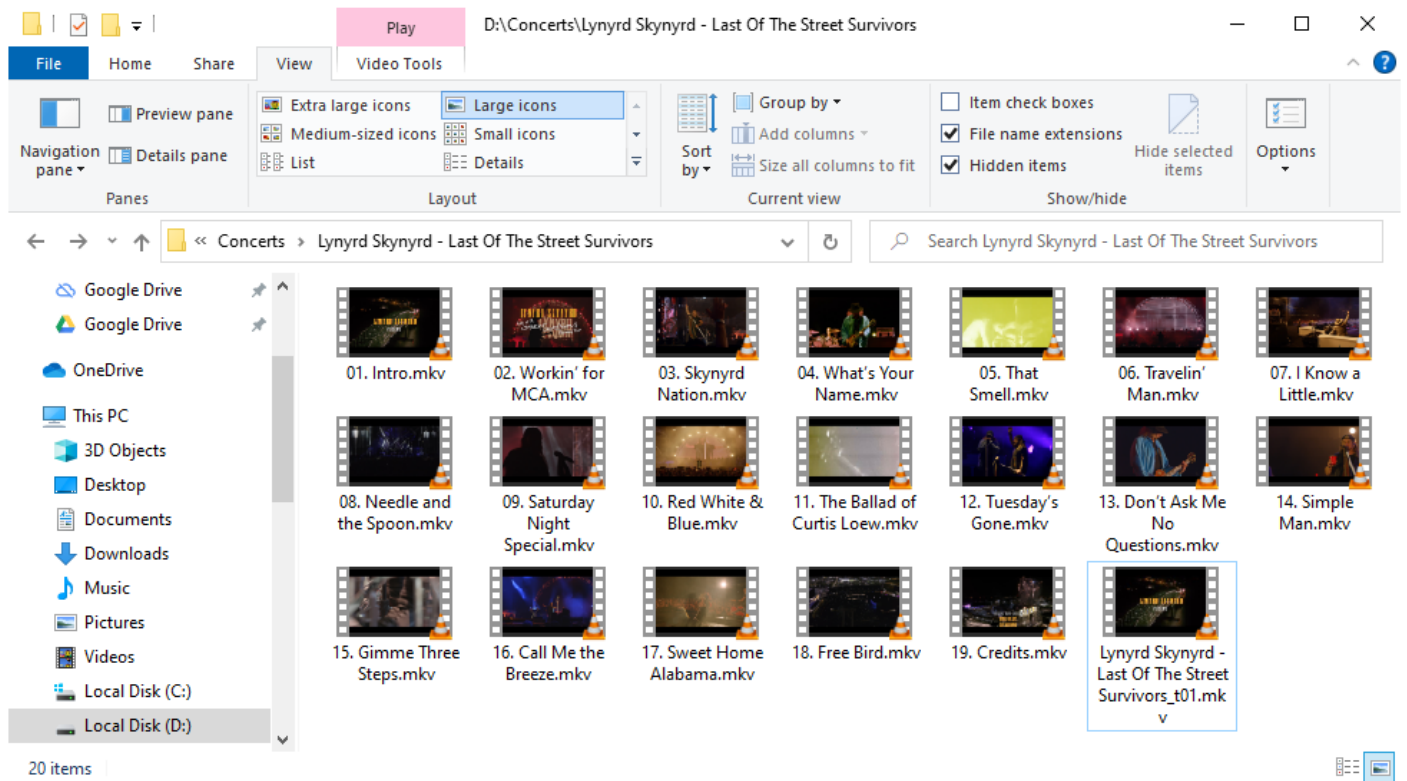 Play
D:\Concerts\Lynyrd Skynyrd - Last Of The Street Survivors
File
Home
Share
View
Video Tools
Navigation
pane
Preview pane
Details pane
Panes
Extra large icons
Large icons
Medium-sized icons
Small icons
List
Details
Layout
Sort
by
Group by
Add columns
Size all columns to fit
Current view
Item check boxes
File name extensions
Hidden items
Hide selected
items
Show/hide
Options
« Concerts › Lynyrd Skynyrd - Last Of The Street Survivors
Search Lynyrd Skynyrd - Last Of The Street Survivors
Google Drive
Google Drive
OneDrive
This PC
3D Objects
Desktop
Documents
Downloads
Music
Pictures
Videos
Local Disk (C:)
Local Disk (D:)
01. Intro.mkv
02. Workin' for
MCA.mkv
03. Skynyrd
Nation.mkv
04. What's Your
Name.mkv
05. That
Smell.mkv
06. Travelin'
Man.mkv
07. I Know a
Little.mkv
08. Needle and
the Spoon.mkv
09. Saturday
Night
Special.mkv
10. Red White &
Blue.mkv
11. The Ballad of
Curtis Loew.mkv
12. Tuesday's
Gone.mkv
13. Don't Ask Me
No
Questions.mkv
14. Simple
Man.mkv
15. Gimme Three
Steps.mkv
16. Call Me the
Breeze.mkv
17. Sweet Home
Alabama.mkv
18. Free Bird.mkv
19. Credits.mkv
Lynyrd Skynyrd -
Last Of The Street
Survivors_t01.mk
v
20 items